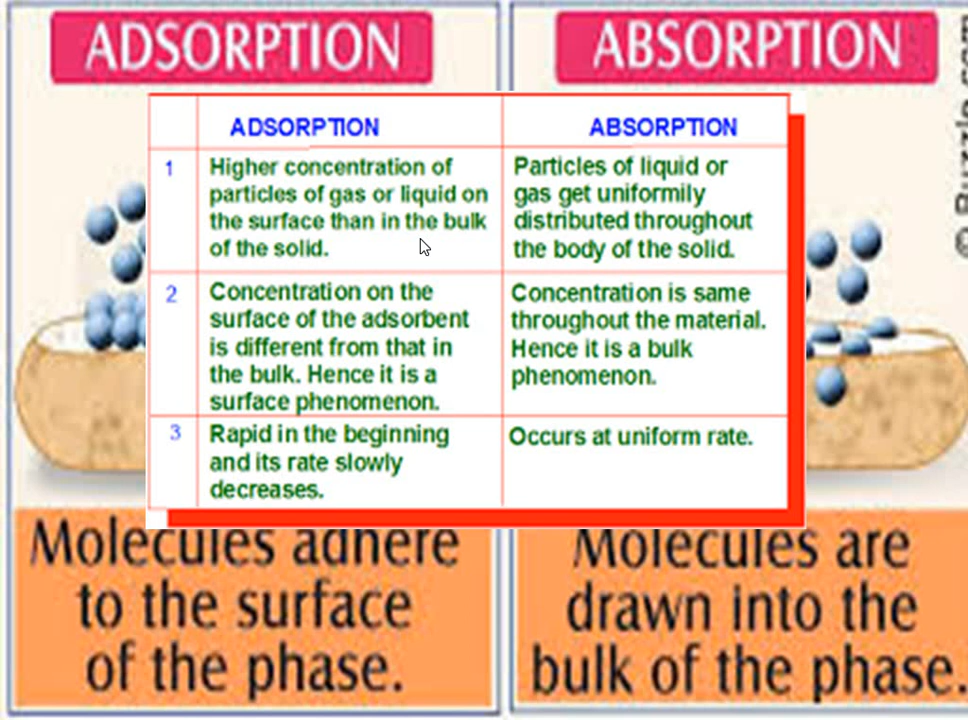 ADSORPTION
ABSORPTION
ADSORPTION
ABSORPTION
1
Higher concentration of
particles of gas or liquid on
the surface than in the bulk
of the solid.
Particles of liquid or
gas get uniformily
distributed throughout
the body of the solid.
2
Concentration on the
surface of the adsorbent
is different from that in
the bulk. Hence it is a
surface phenomenon.
Concentration is same
throughout the material.
Hence it is a bulk
phenomenon.
3
Rapid in the beginning
and its rate slowly
decreases.
Occurs at uniform rate.
Molecules adhere
to the surface
of the phase.
Molecules are
drawn into the
bulk of the phase.
© Buzzle.com